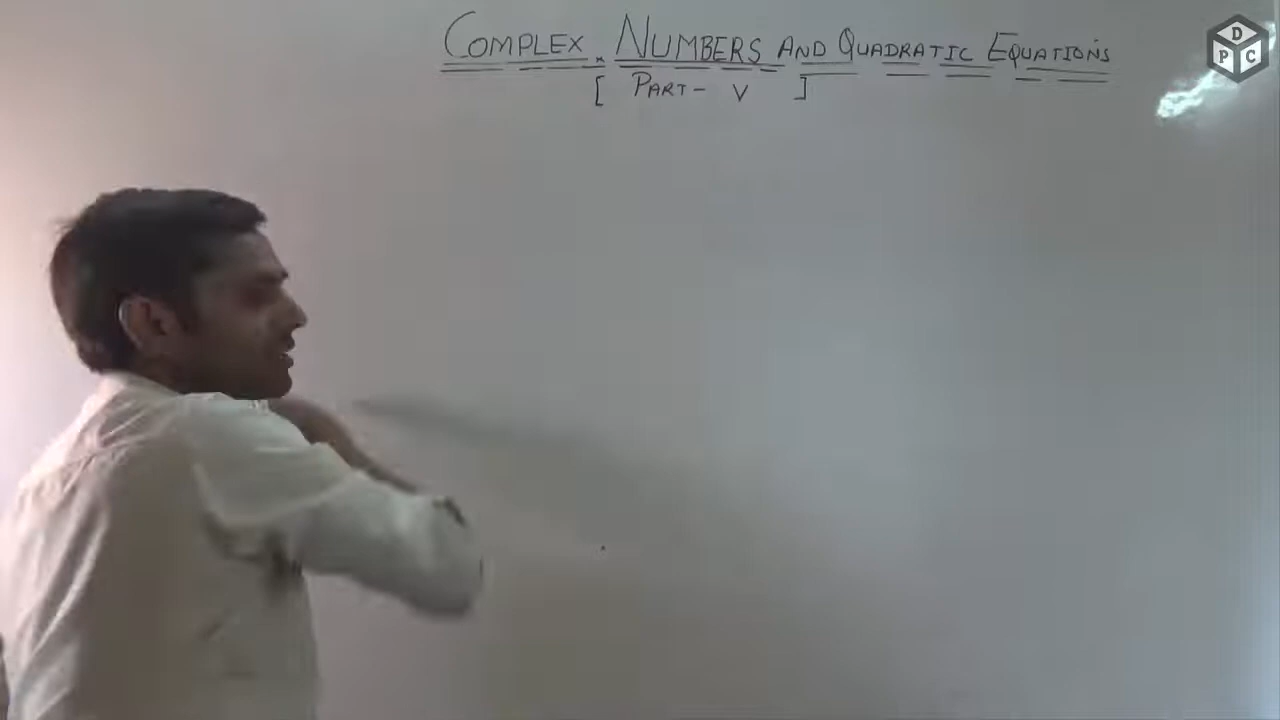 COMPLEX NUMBERS AND QUADRATIC EQUATIONS
[ PART- V ]
D
P C